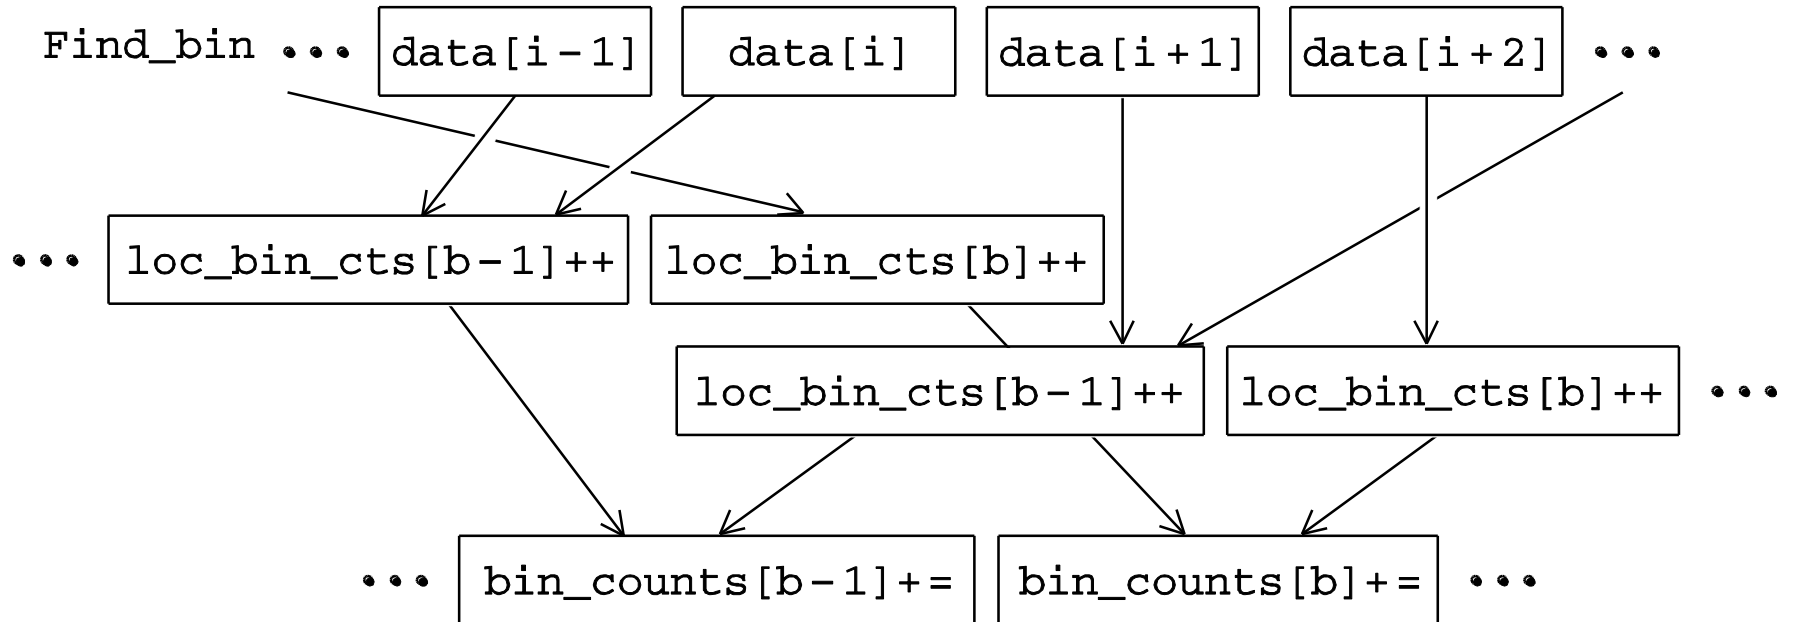 Find_bin ••• data[i-1] data[i] data[i+1] data[i+2] •••
••• loc_bin_cts[b-1]++ loc_bin_cts[b]++
loc_bin_cts[b-1]++ loc_bin_cts[b]++ •••
••• bin_counts[b-1]+= bin_counts[b]+= •••